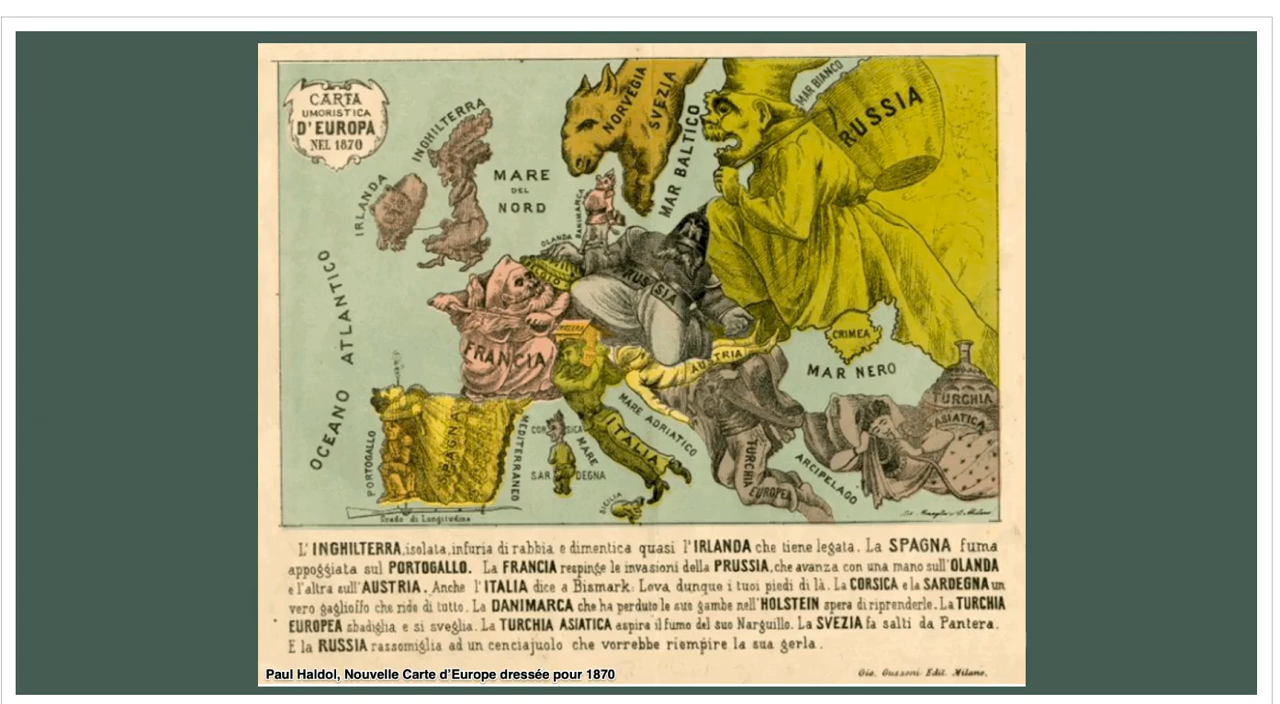 CARTA
UMORISTICA
D'EUROPA
NEL 1870
INGHILTERRA
IRLANDA
MARE
DEL
NORD
NORVEGIA
SVEZIA
MAR BALTICO
MAR BIANCO
RUSSIA
DANIMARCA
OLANDA
BELGIO
PRUSSIA
OCEANO ATLANTICO
FRANCIA
SVIZZERA
AUSTRIA
CRIMEA
MAR NERO
TURCHIA
ASIATICA
MARE ADRIATICO
ITALIA
SPAGNA
PORTOGALLO
MEDITERRANEO
CORSICA
MARE
SARDEGNA
SICILIA
TURCHIA
EUROPEA
ARCIPELAGO
Grado di Longitudine
L'INGHILTERRA, isolata, infuria di rabbia e dimentica quasi l'IRLANDA che tiene legata. La SPAGNA fuma
appoggiata sul PORTOGALLO. La FRANCIA respinge le invasioni della PRUSSIA, che avanza con una mano sull'OLANDA
e l'altra sull'AUSTRIA. Anche l'ITALIA dice a Bismark: Leva dunque i tuoi piedi di là. La CORSICA e la SARDEGNA un
vero gaglioffo che ride di tutto. La DANIMARCA che ha perduto le sue gambe nell'HOLSTEIN spera di riprenderle. La TURCHIA
EUROPEA sbadiglia e si sveglia. La TURCHIA ASIATICA aspira il fumo del suo Narguillo. La SVEZIA fa salti da Pantera.
E la RUSSIA rassomiglia ad un cenciajuolo che vorrebbe riempire la sua gerla.
Paul Haldol, Nouvelle Carte d'Europe dressée pour 1870
Gio. Gussoni Edit. Milano.